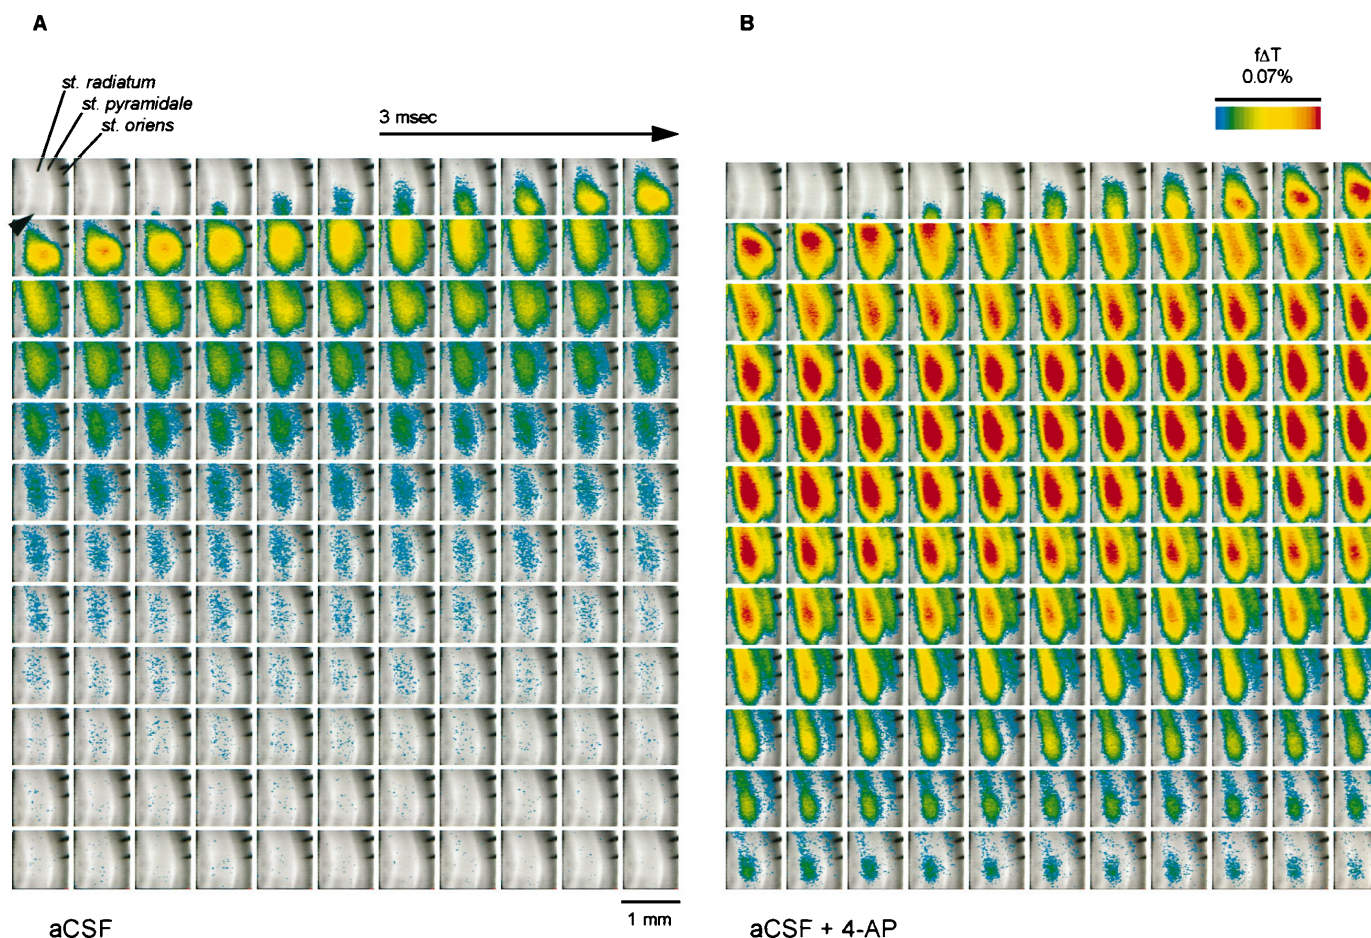 A
B
fΔT
0.07%
st. radiatum
st. pyramidale
st. oriens
3 msec
1 mm
aCSF
aCSF + 4-AP